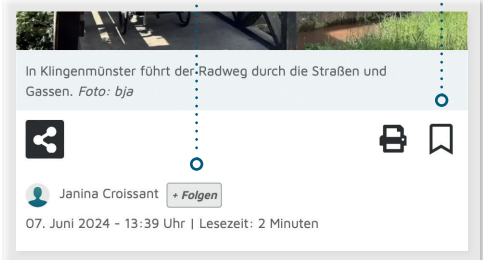 In Klingenmünster führt der Radweg durch die Straßen und
Gassen. Foto: bja
Janina Croissant + Folgen
07. Juni 2024 - 13:39 Uhr | Lesezeit: 2 Minuten